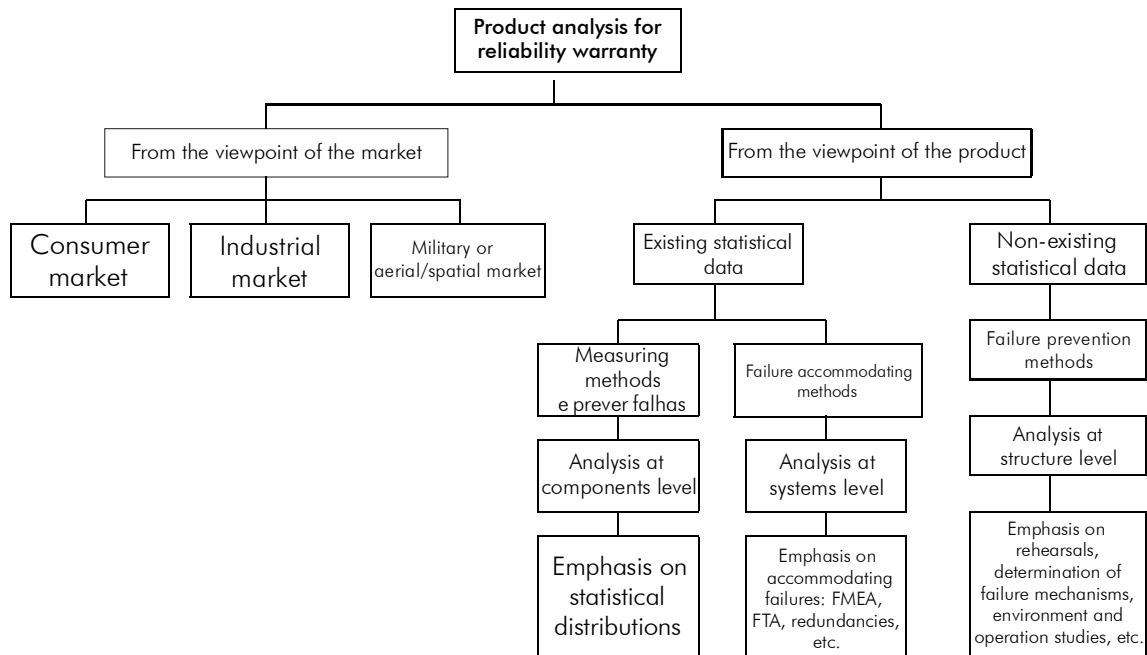 Product analysis for
reliability warranty
From the viewpoint of the market
From the viewpoint of the product
Consumer
market
Industrial
market
Military or
aerial/spatial market
Existing statistical
data
Non-existing
statistical data
Measuring
methods
e prever falhas
Failure accommodating
methods
Failure prevention
methods
Analysis at
components level
Analysis at
systems level
Analysis at
structure level
Emphasis on
statistical
distributions
Emphasis on
accommodating
failures: FMEA,
FTA, redundancies,
etc.
Emphasis on
rehearsals,
determination of
failure mechanisms,
environment and
operation studies, etc.